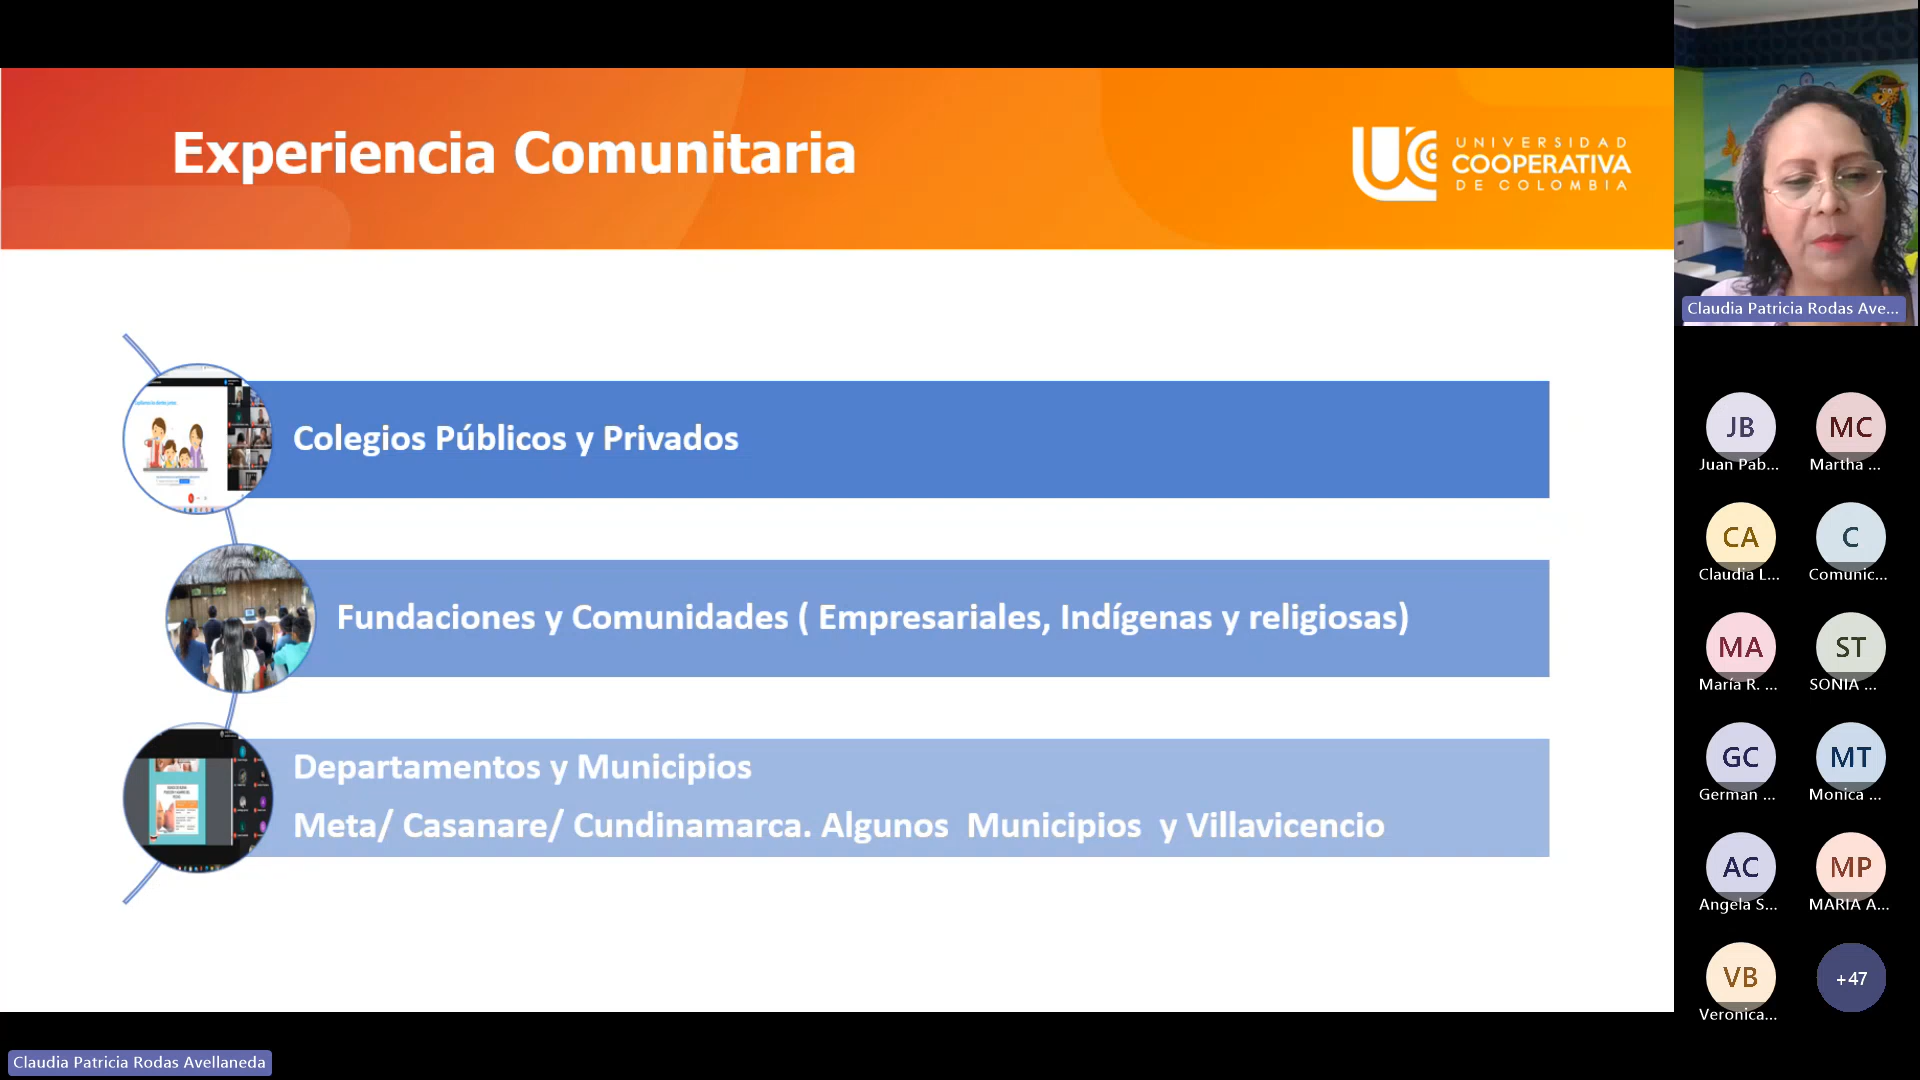 Experiencia Comunitaria
UNIVERSIDAD
COOPERATIVA
DE COLOMBIA
Colegios Públicos y Privados
Fundaciones y Comunidades ( Empresariales, Indígenas y religiosas)
Departamentos y Municipios
Meta/ Casanare/ Cundinamarca. Algunos Municipios y Villavicencio
Claudia Patricia Rodas Ave...
JB
Juan Pab...
MC
Martha ...
CA
Claudia L...
C
Comunic...
MA
María R. ...
ST
SONIA ...
GC
German ...
MT
Monica ...
AC
Angela S...
MP
MARIA A...
VB
Veronica...
+47
Claudia Patricia Rodas Avellaneda